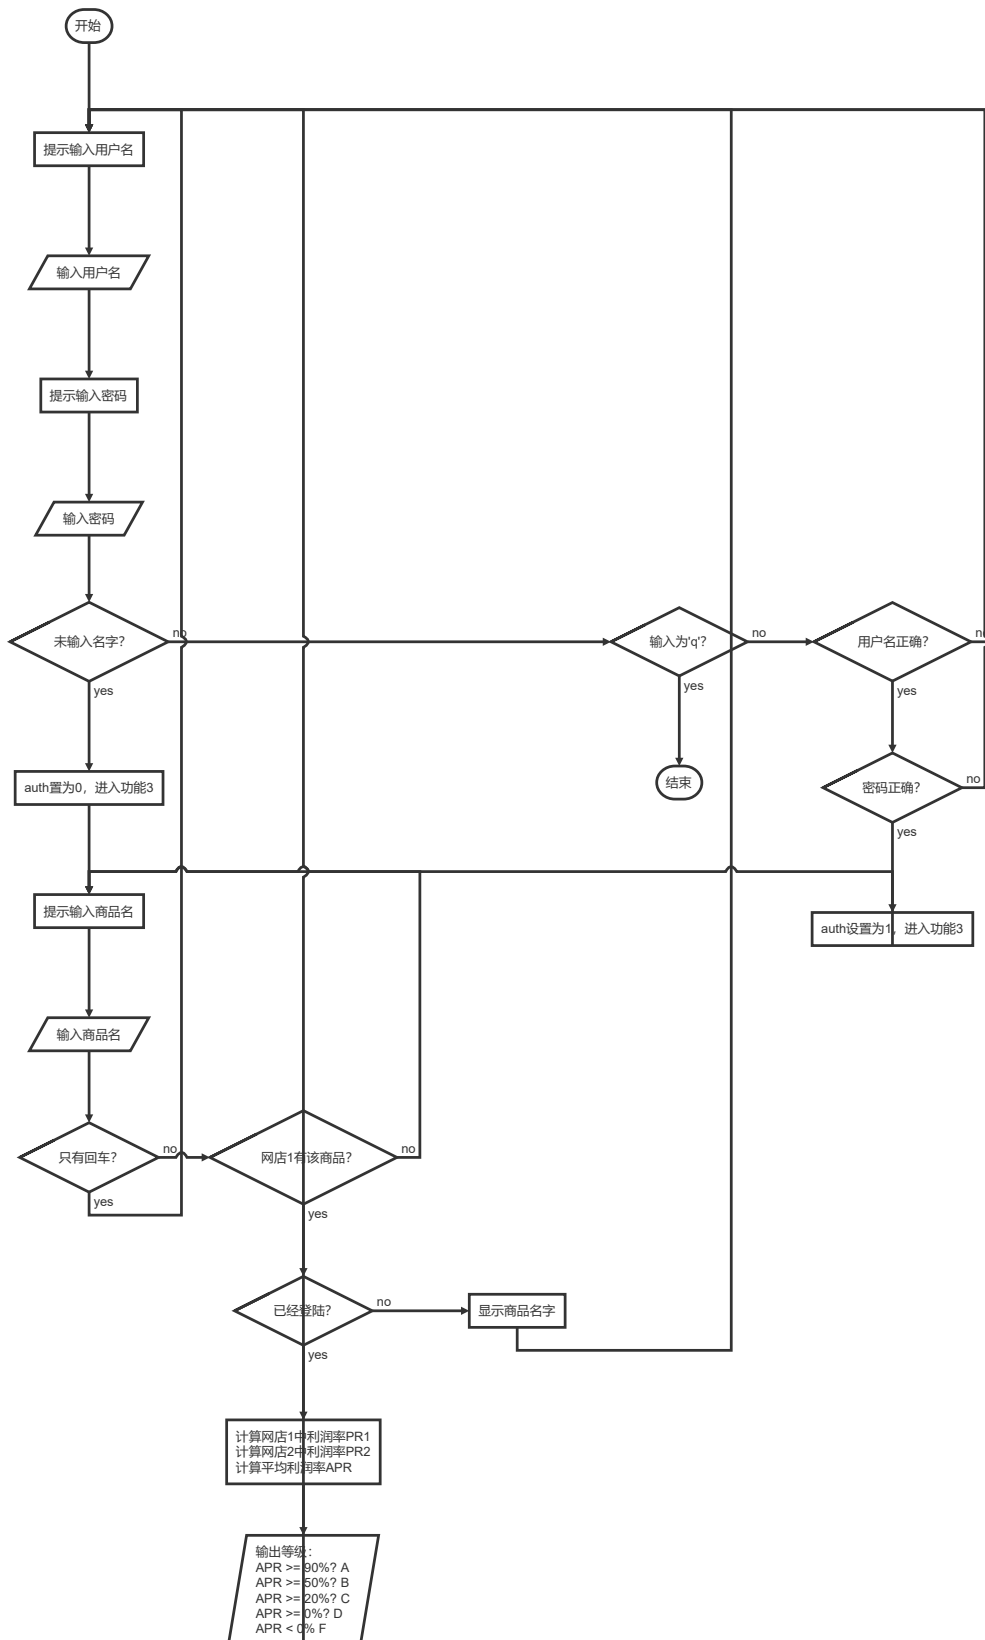 开始
提示输入用户名
输入用户名
提示输入密码
输入密码
未输入名字?
no
输入为'q'?
no
用户名正确?
yes
yes
yes
auth置为0，进入功能3
结束
密码正确?
no
yes
提示输入商品名
auth设置为1，进入功能3
输入商品名
只有回车?
no
网店1有该商品?
no
yes
yes
已经登陆?
no
显示商品名字
yes
计算网店1中利润率PR1
计算网店2中利润率PR2
计算平均利润率APR
输出等级：
APR >= 90%? A
APR >= 50%? B
APR >= 20%? C
APR >= 0%? D
APR < 0% F